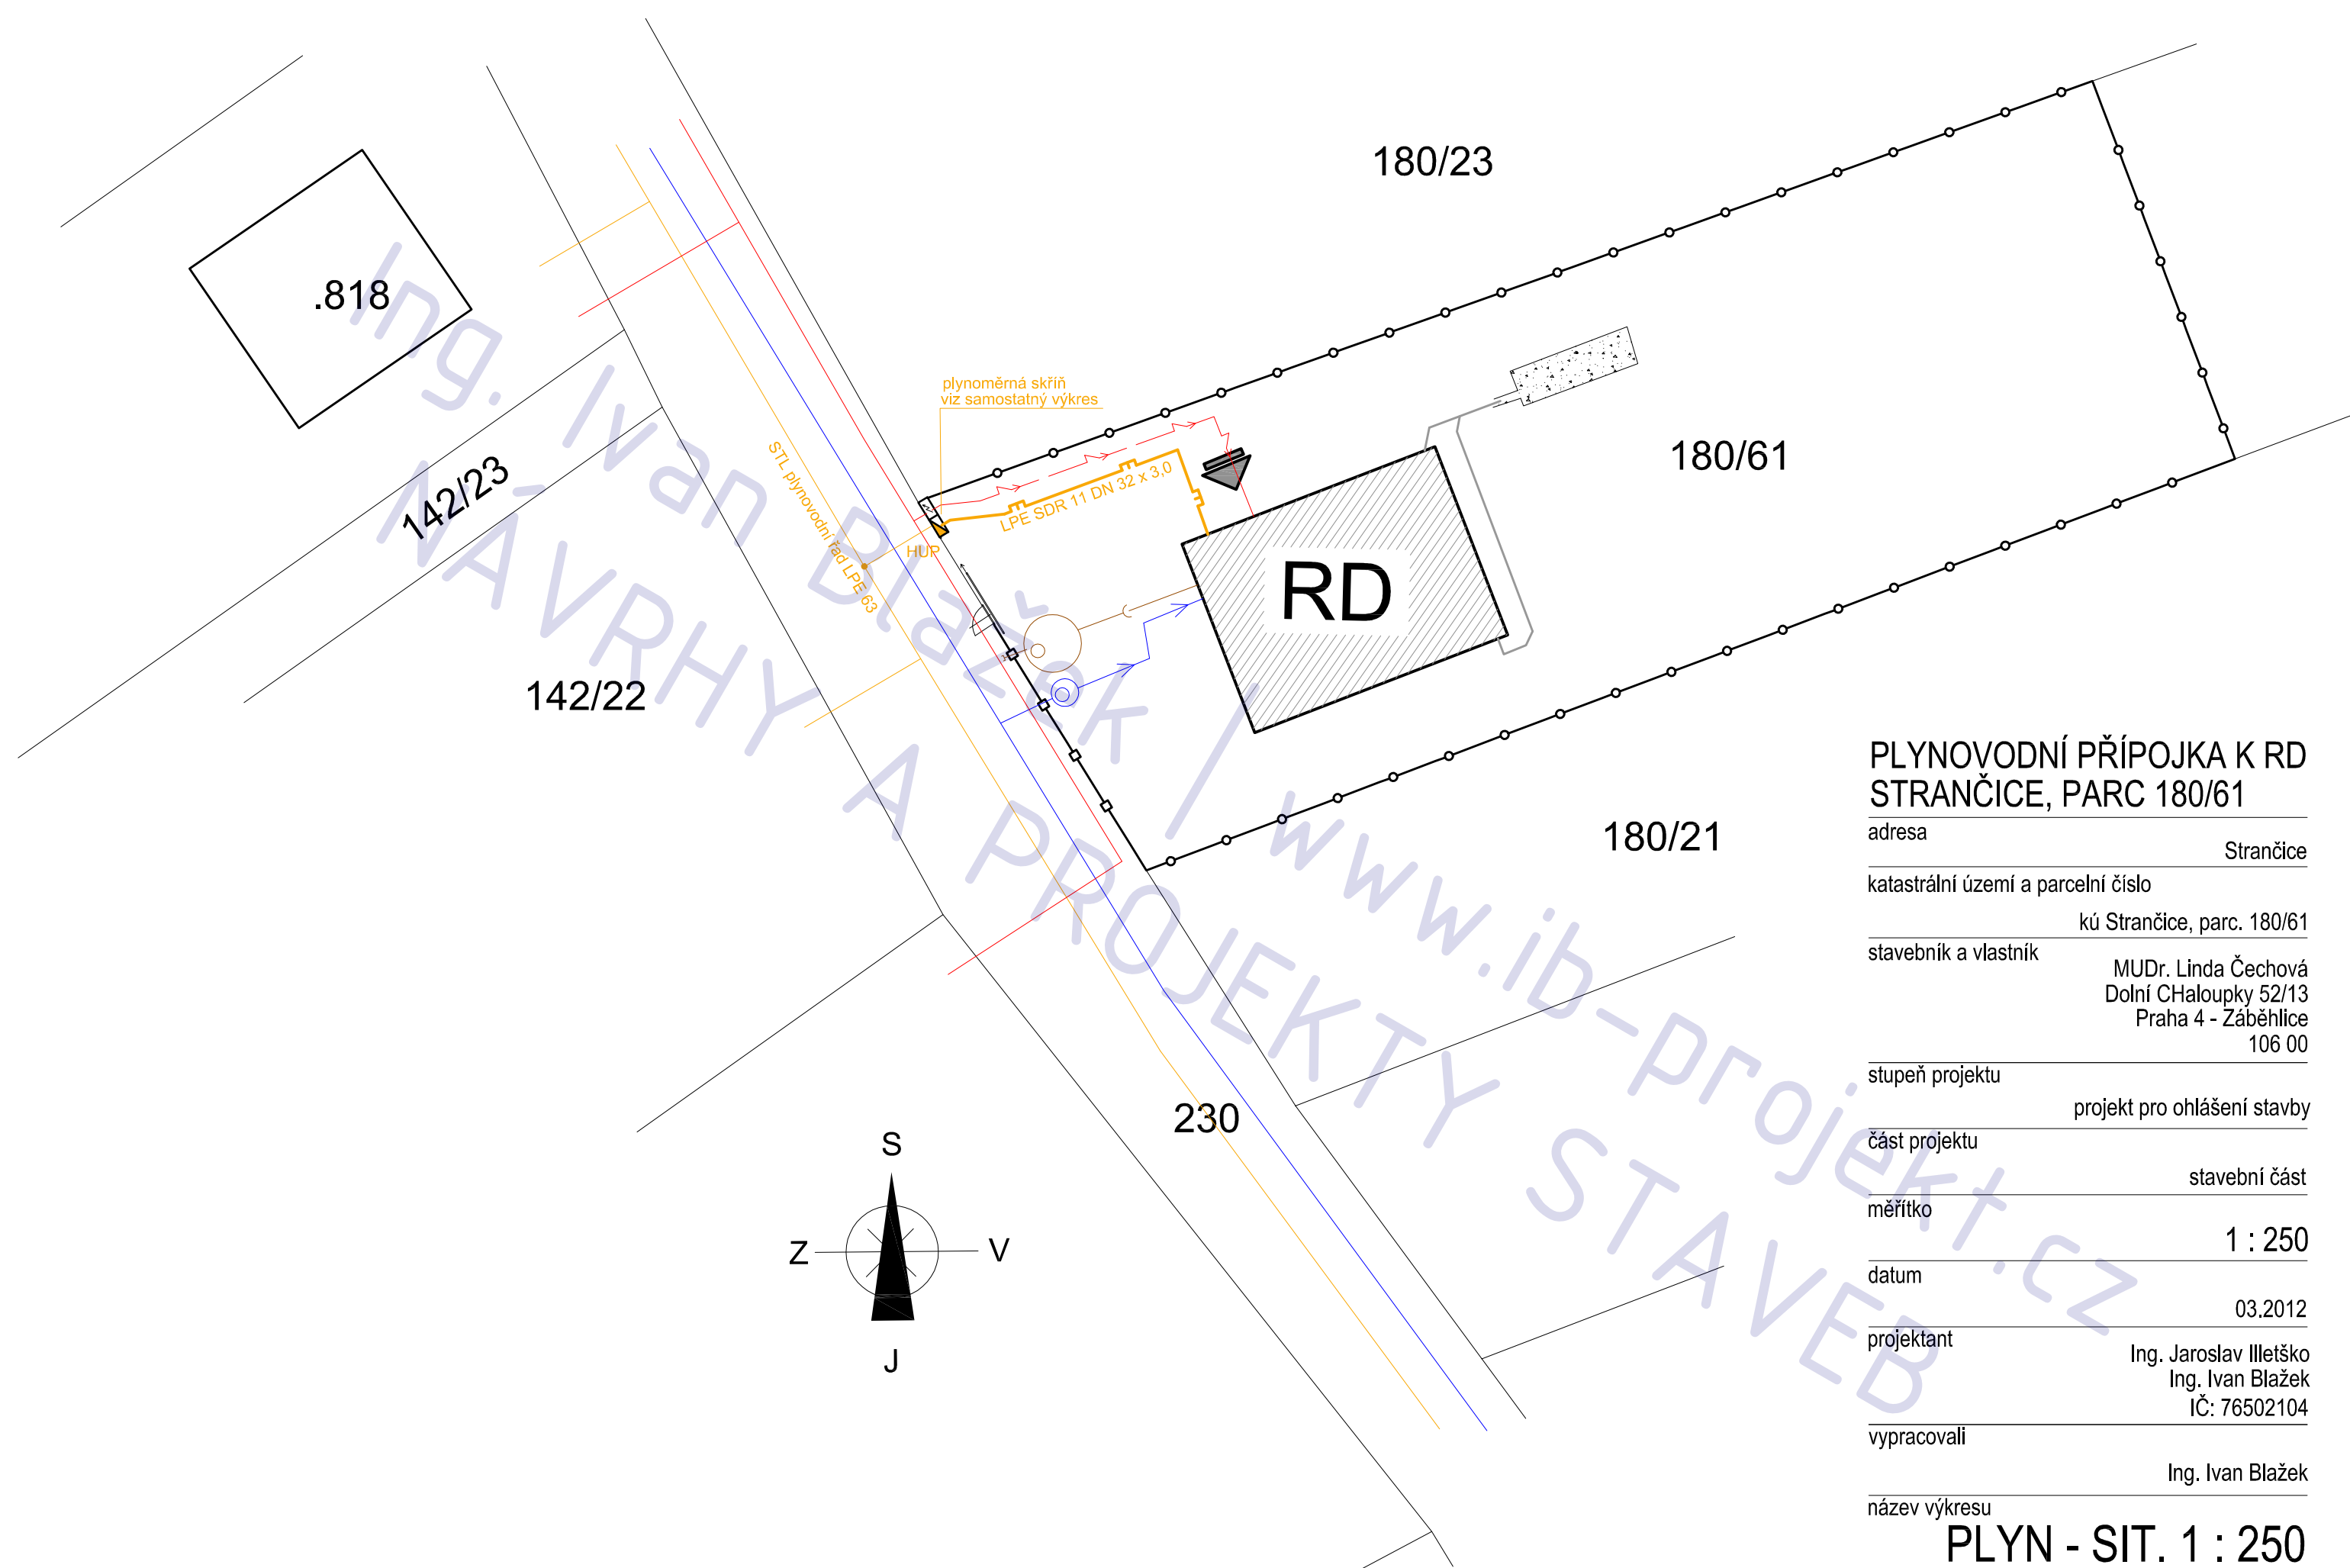 180/23
.818
plynoměrná skříň
viz samostatný výkres
180/61
142/23
STL plynovodní řad LPE 63
LPE SDR 11 DN 32 x 3,0
HUP
RD
142/22
180/21
230
S
Z
V
J
Ing. Ivan Blažek / www.ib-projekt.cz
NÁVRHY A PROJEKTY STAVEB
PLYNOVODNÍ PŘÍPOJKA K RD
STRANČICE, PARC 180/61
adresa
Strančice
katastrální území a parcelní číslo
kú Strančice, parc. 180/61
stavebník a vlastník
MUDr. Linda Čechová
Dolní CHaloupky 52/13
Praha 4 - Záběhlice
106 00
stupeň projektu
projekt pro ohlášení stavby
část projektu
stavební část
měřítko
1 : 250
datum
03.2012
projektant
Ing. Jaroslav Illetško
Ing. Ivan Blažek
IČ: 76502104
vypracovali
Ing. Ivan Blažek
název výkresu
PLYN - SIT. 1 : 250